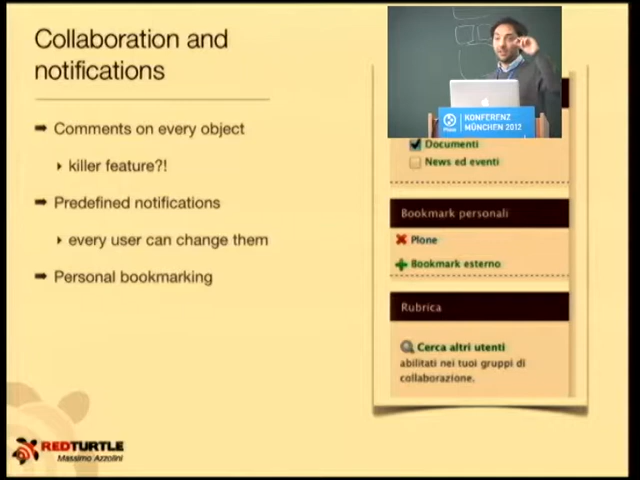 Collaboration and
notifications
Comments on every object
killer feature?!
Predefined notifications
every user can change them
Personal bookmarking
Plone
KONFERENZ
MÜNCHEN 2012
Documenti
News ed eventi
Bookmark personali
Plone
Bookmark esterno
Rubrica
Cerca altri utenti
abilitati nei tuoi gruppi di
collaborazione.
REDTURTLE
Massimo Azzolini